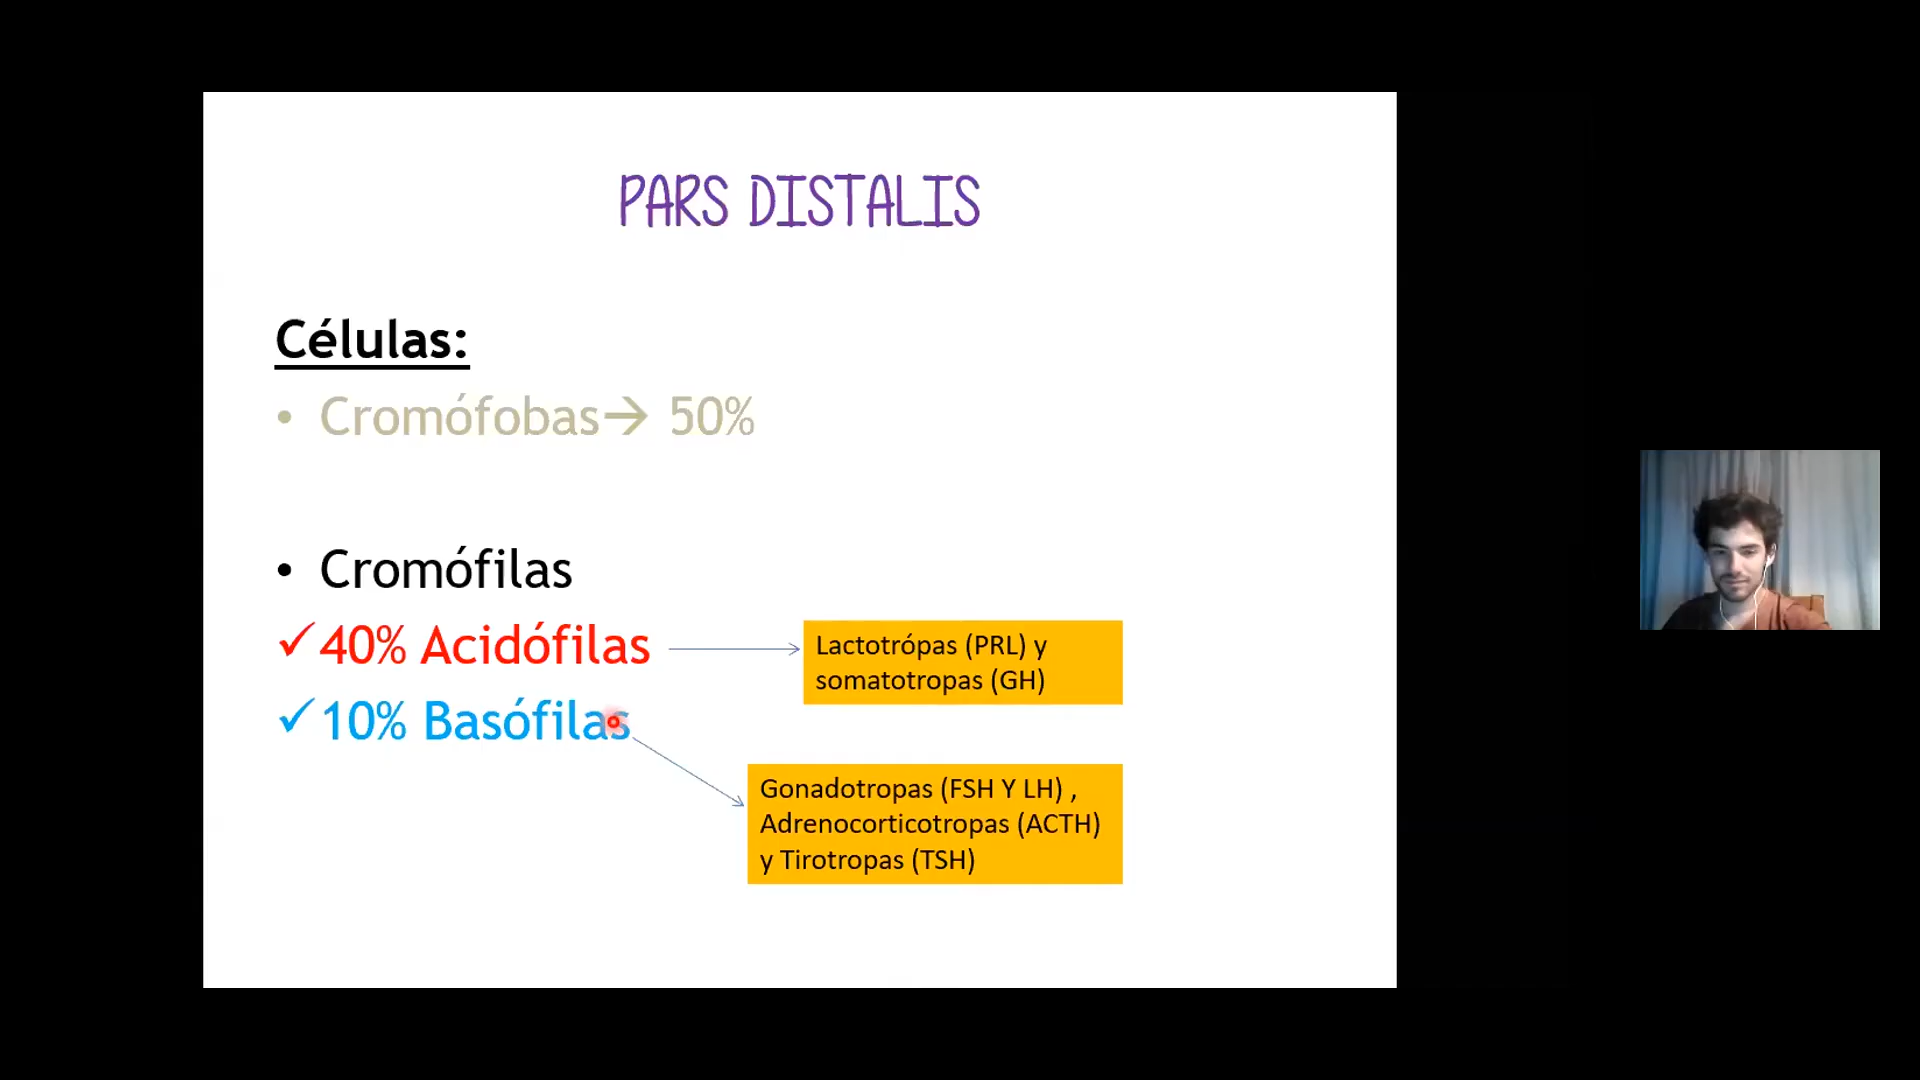 PARS DISTALIS
Células:
• Cromófobas→ 50%
• Cromófilas
✓40% Acidófilas
Lactotrópas (PRL) y
somatotropas (GH)
✓10% Basófilas
Gonadotropas (FSH Y LH) ,
Adrenocorticotropas (ACTH)
y Tirotropas (TSH)